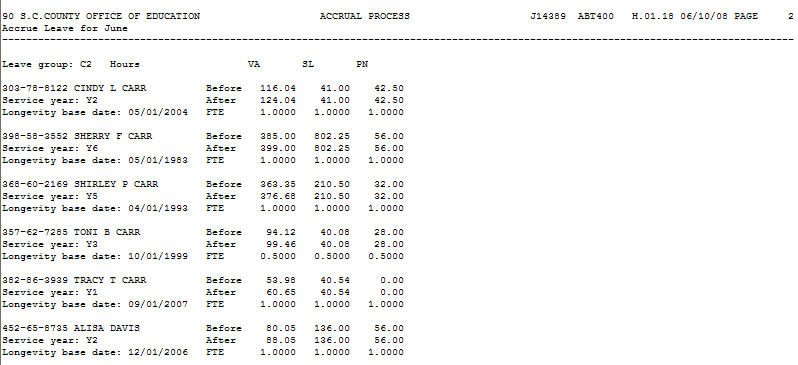 90 S.C.COUNTY OFFICE OF EDUCATION ACCRUAL PROCESS J14389 ABT400 H.01.18 06/10/08 PAGE 2
Accrue Leave for June
Leave group: C2 Hours VA SL PN
303-78-8122 CINDY L CARR Before 116.04 41.00 42.50
Service year: Y2 After 124.04 41.00 42.50
Longevity base date: 05/01/2004 FTE 1.0000 1.0000 1.0000
398-58-3552 SHERRY F CARR Before 385.00 802.25 56.00
Service year: Y6 After 399.00 802.25 56.00
Longevity base date: 05/01/1983 FTE 1.0000 1.0000 1.0000
368-60-2169 SHIRLEY P CARR Before 363.35 210.50 32.00
Service year: Y5 After 376.68 210.50 32.00
Longevity base date: 04/01/1993 FTE 1.0000 1.0000 1.0000
357-62-7285 TONI B CARR Before 94.12 40.08 28.00
Service year: Y3 After 99.46 40.08 28.00
Longevity base date: 10/01/1999 FTE 0.5000 0.5000 0.5000
382-86-3939 TRACY T CARR Before 53.98 40.54 0.00
Service year: Y1 After 60.65 40.54 0.00
Longevity base date: 09/01/2007 FTE 1.0000 1.0000 1.0000
452-65-8735 ALISA DAVIS Before 80.05 136.00 56.00
Service year: Y2 After 88.05 136.00 56.00
Longevity base date: 12/01/2006 FTE 1.0000 1.0000 1.0000